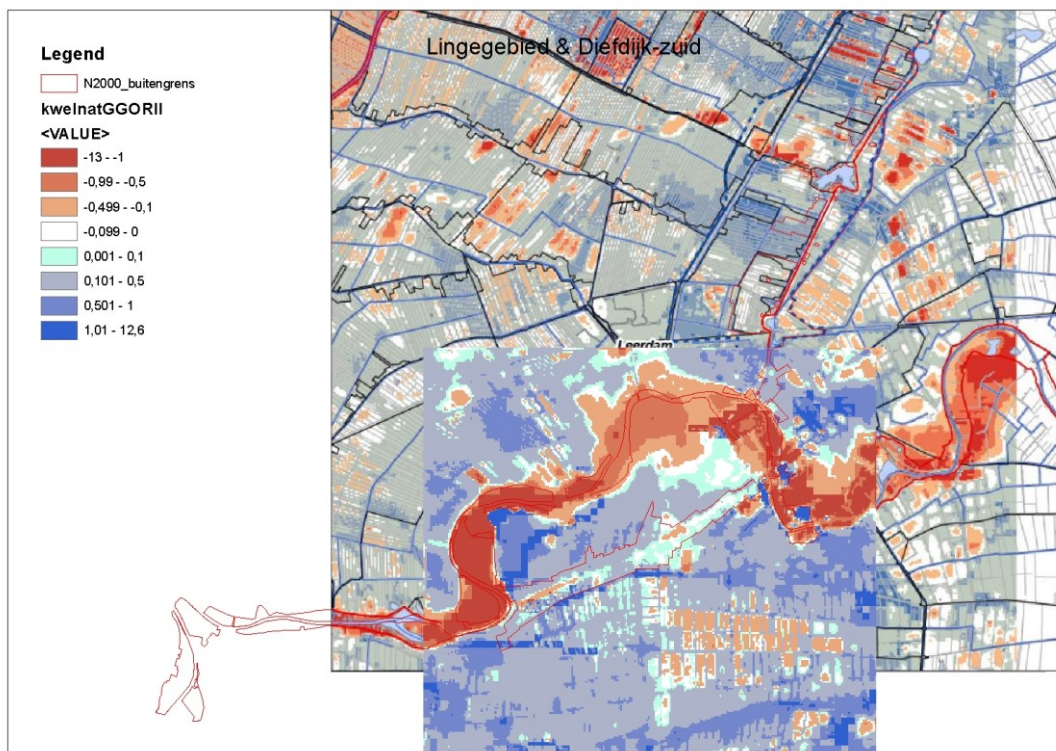 Lingegebied & Diefdijk-zuid
Legend
N2000_buitengrens
kwelnatGGORII
<VALUE>
-13 - -1
-0,99 - -0,5
-0,499 - -0,1
-0,099 - 0
0,001 - 0,1
0,101 - 0,5
0,501 - 1
1,01 - 12,6
Leerdam